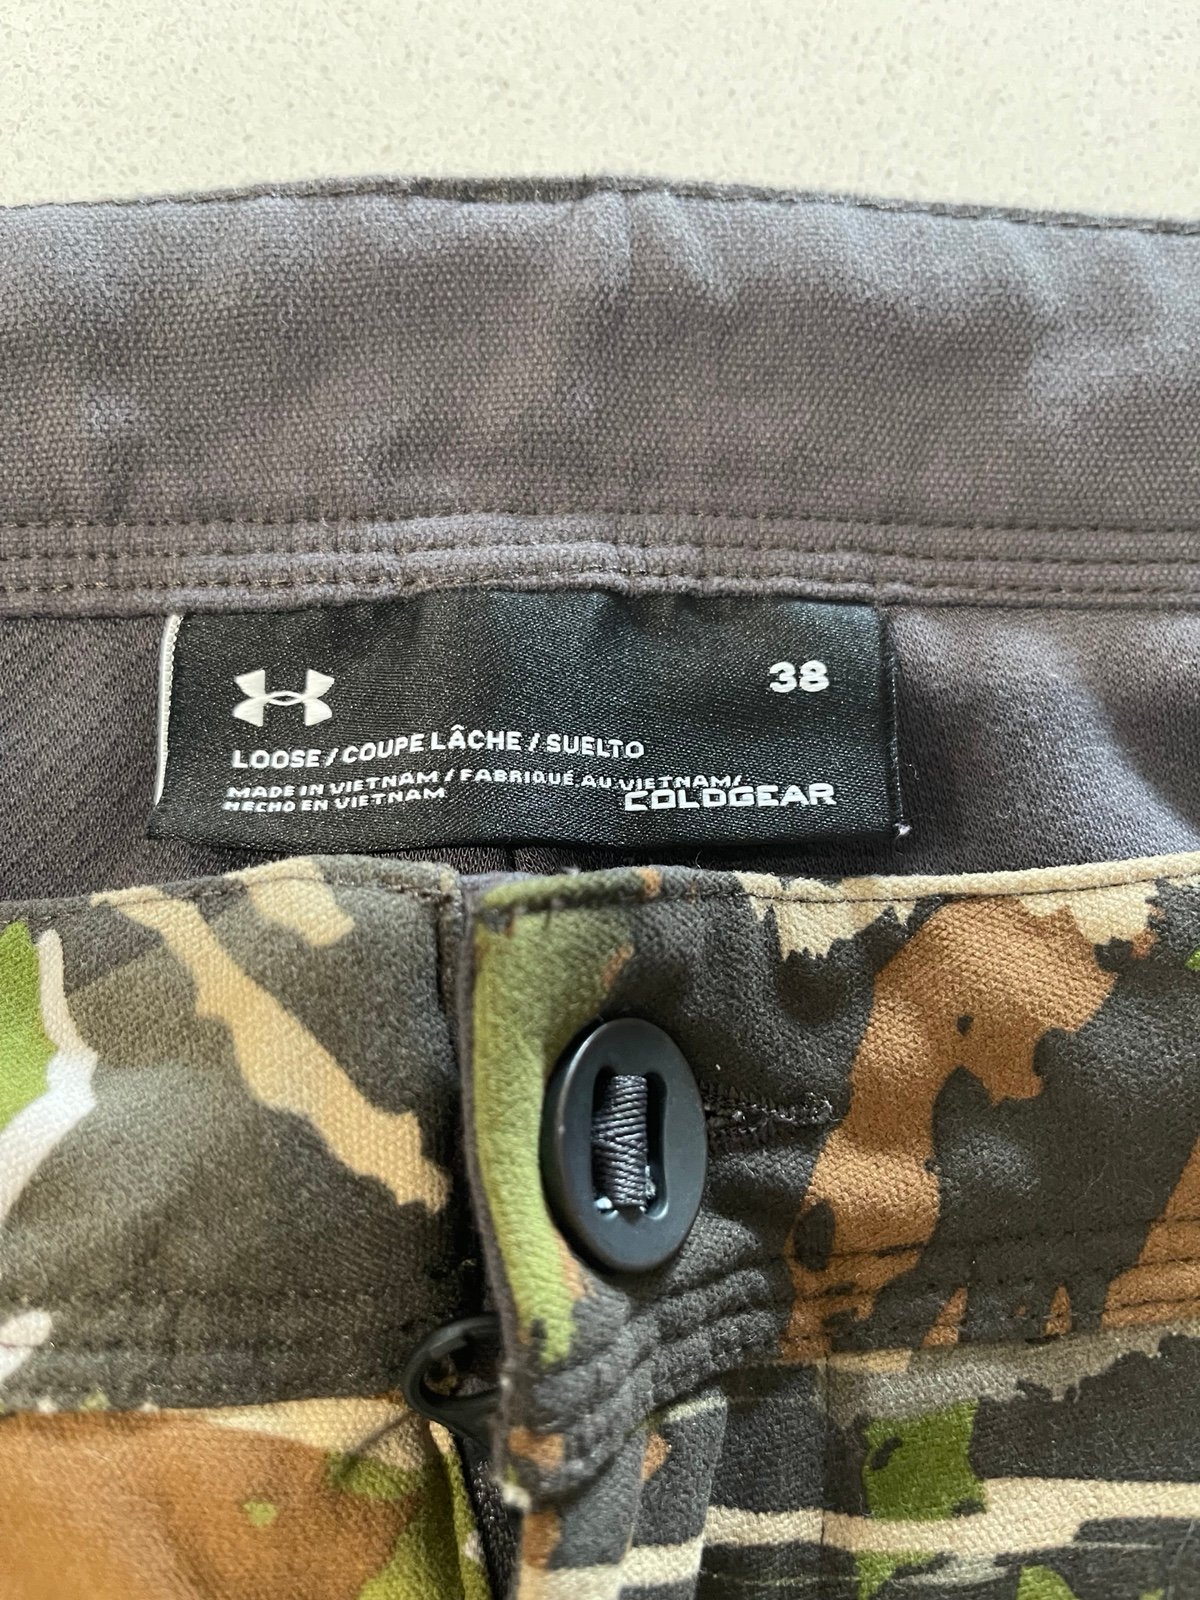 38
LOOSE / COUPE LÂCHE / SUELTO
MADE IN VIETNAM / FABRIQUÉ AU VIETNAM/
HECHO EN VIETNAM
COLDGEAR